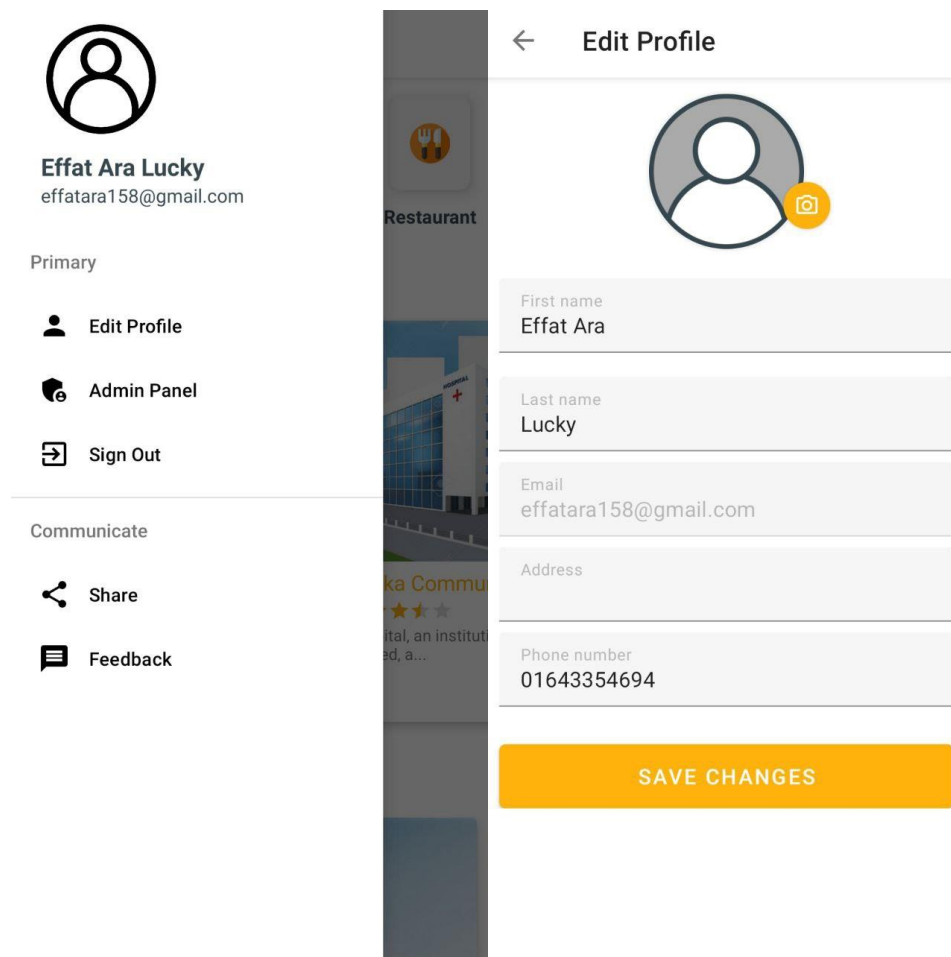 Effat Ara Lucky
effatara158@gmail.com
Primary
Edit Profile
Admin Panel
Sign Out
Communicate
Share
Feedback
Restaurant
HOSPITAL
ka Commu
ital, an instituti
ed, a...
Edit Profile
First name
Effat Ara
Last name
Lucky
Email
effatara158@gmail.com
Address
Phone number
01643354694
SAVE CHANGES